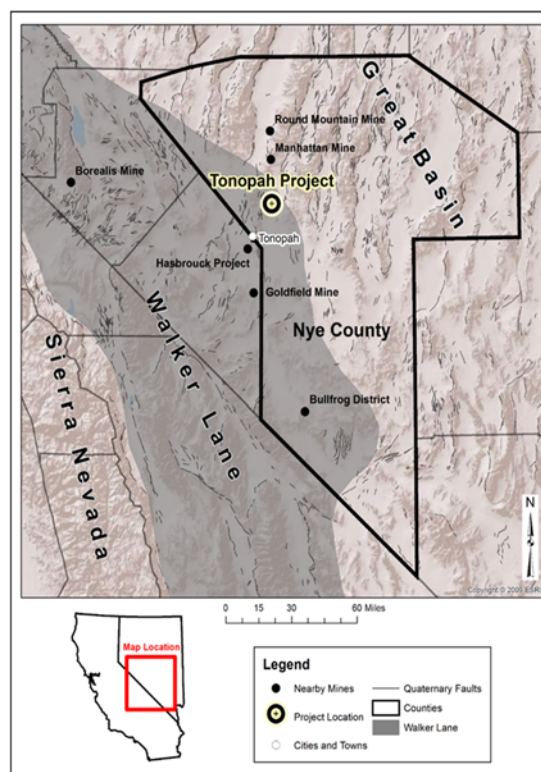 Great Basin
Round Mountain Mine
Manhattan Mine
Borealis Mine
Tonopah Project
Tonopah
Nye
Hasbrouck Project
Goldfield Mine
Walker Lane
Nye County
Sierra Nevada
Bullfrog District
N
0 15 30 60 Miles
Map Location
Legend
Nearby Mines
Quaternary Faults
Project Location
Counties
Walker Lane
Cities and Towns